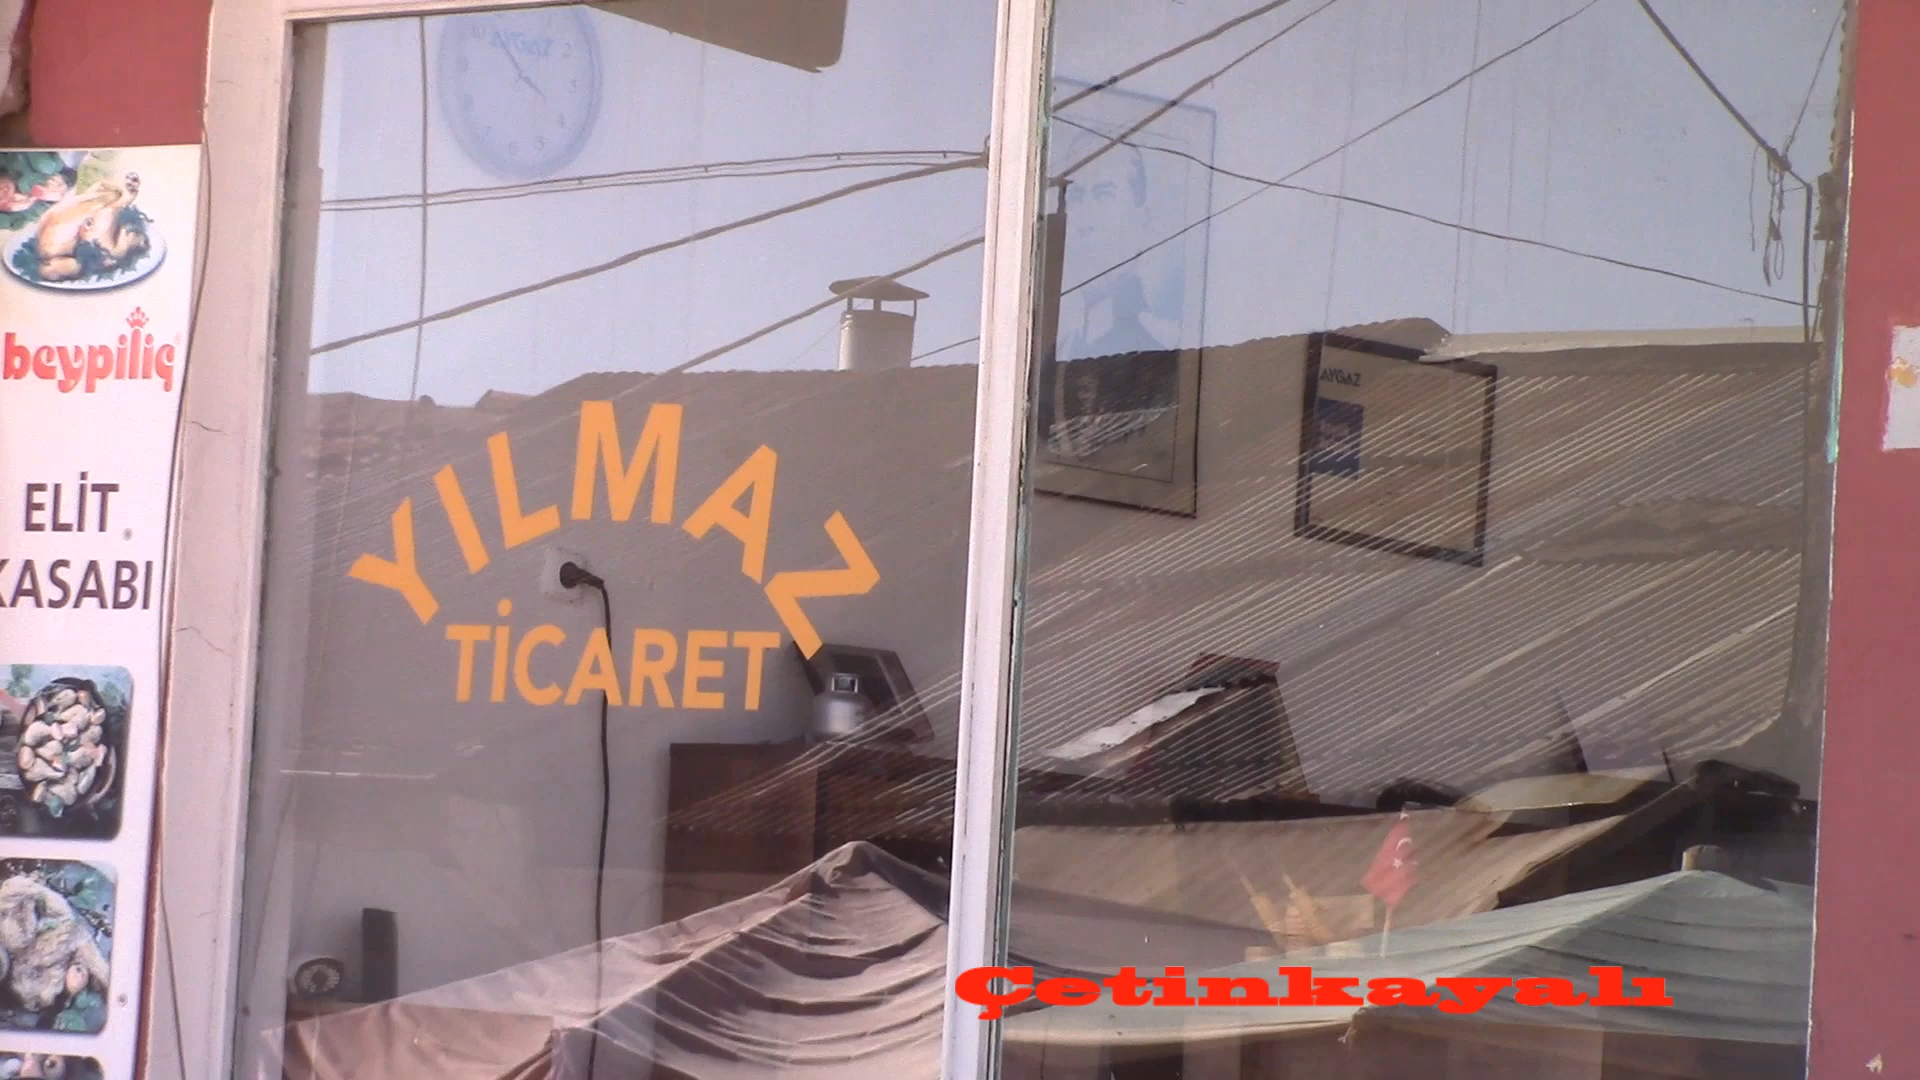 AYGAZ
beypiliç
ELİT
KASABI
YILMAZ
TİCARET
AYGAZ
Çetinkayalı